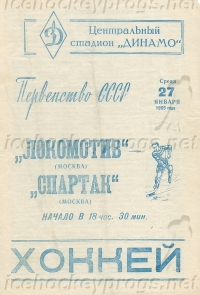 Центральный
стадион „ДИНАМО"
Первенство СССР
Среда
27
ЯНВАРЯ
„ЛОКОМОТИВ"
(МОСКВА)
„СПАРТАК"
(МОСКВА)
НАЧАЛО В 18 час. 30 мин.
ХОККЕЙ